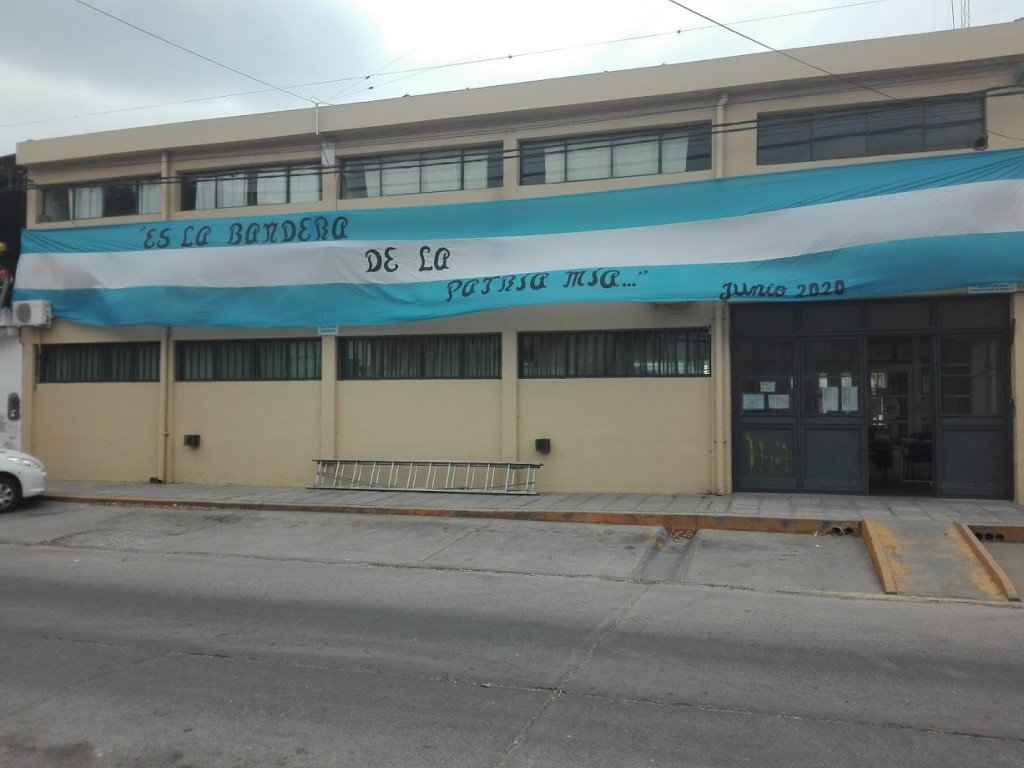 "ES LA BANDERA
DE LA
PATRIA MIA..."
JUNIO 2020